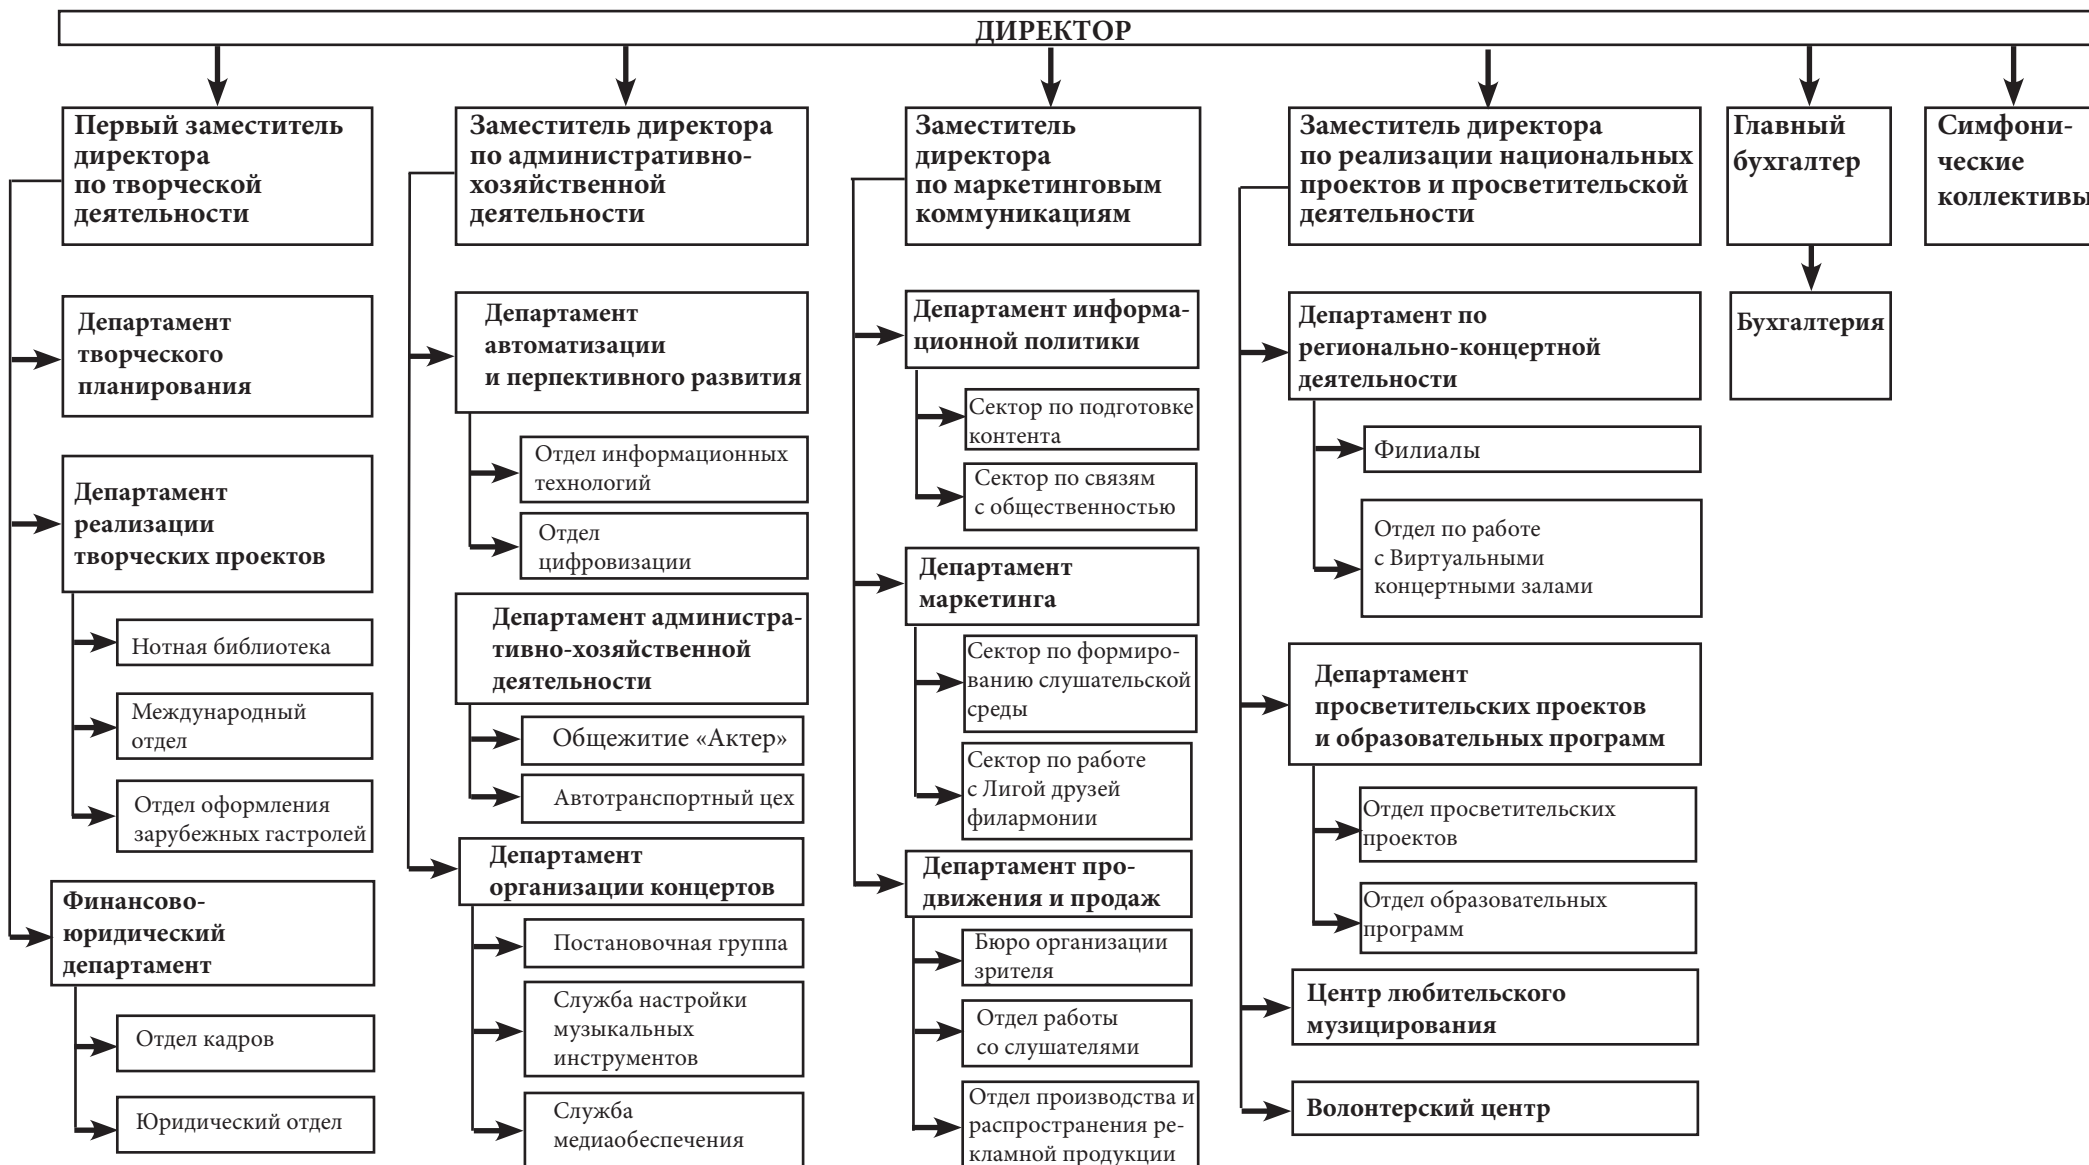 ДИРЕКТОР
Первый заместитель
директора
по творческой
деятельности
Департамент
творческого
планирования
Департамент
реализации
творческих проектов
Нотная библиотека
Международный
отдел
Отдел оформления
зарубежных гастролей
Финансово-
юридический
департамент
Отдел кадров
Юридический отдел
Заместитель директора
по административно-
хозяйственной
деятельности
Департамент
автоматизации
и перпективного развития
Отдел информационных
технологий
Отдел
цифровизации
Департамент администра-
тивно-хозяйственной
деятельности
Общежитие «Актер»
Автотранспортный цех
Департамент
организации концертов
Постановочная группа
Служба настройки
музыкальных
инструментов
Служба
медиаобеспечения
Заместитель
директора
по маркетинговым
коммуникациям
Департамент информа-
ционной политики
Сектор по подготовке
контента
Сектор по связям
с общественностью
Департамент
маркетинга
Сектор по формиро-
ванию слушательской
среды
Сектор по работе
с Лигой друзей
филармонии
Департамент про-
движения и продаж
Бюро организации
зрителя
Отдел работы
со слушателями
Отдел производства и
распространения ре-
кламной продукции
Заместитель директора
по реализации национальных
проектов и просветительской
деятельности
Департамент по
регионально-концертной
деятельности
Филиалы
Отдел по работе
с Виртуальными
концертными залами
Департамент
просветительских проектов
и образовательных программ
Отдел просветительских
проектов
Отдел образовательных
программ
Центр любительского
музицирования
Волонтерский центр
Главный
бухгалтер
Бухгалтерия
Симфони-
ческие
коллективы